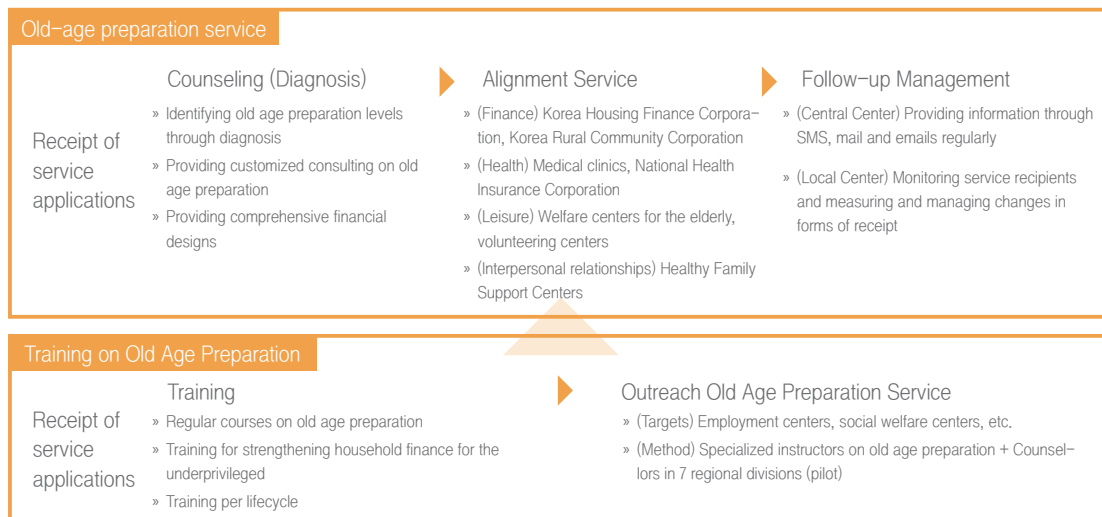 Old-age preparation service
Receipt of
service
applications
Counseling (Diagnosis)
» Identifying old age preparation levels
through diagnosis
» Providing customized consulting on old
age preparation
» Providing comprehensive financial
designs
Alignment Service
» (Finance) Korea Housing Finance Corpora-
tion, Korea Rural Community Corporation
» (Health) Medical clinics, National Health
Insurance Corporation
» (Leisure) Welfare centers for the elderly,
volunteering centers
» (Interpersonal relationships) Healthy Family
Support Centers
Follow-up Management
» (Central Center) Providing information through
SMS, mail and emails regularly
» (Local Center) Monitoring service recipients
and measuring and managing changes in
forms of receipt
Training on Old Age Preparation
Receipt of
service
applications
Training
» Regular courses on old age preparation
» Training for strengthening household finance for the
underprivileged
» Training per lifecycle
Outreach Old Age Preparation Service
» (Targets) Employment centers, social welfare centers, etc.
» (Method) Specialized instructors on old age preparation + Counsel-
lors in 7 regional divisions (pilot)